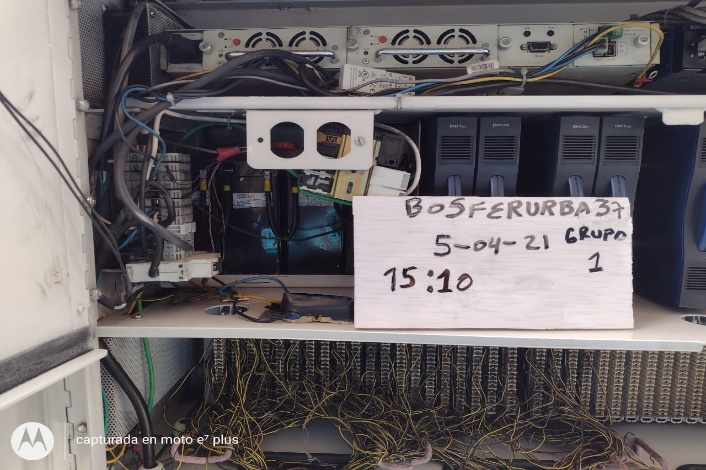 BOSFERURBA37
5-04-21 GRUPO
1
15:10
capturada en moto e⁷ plus